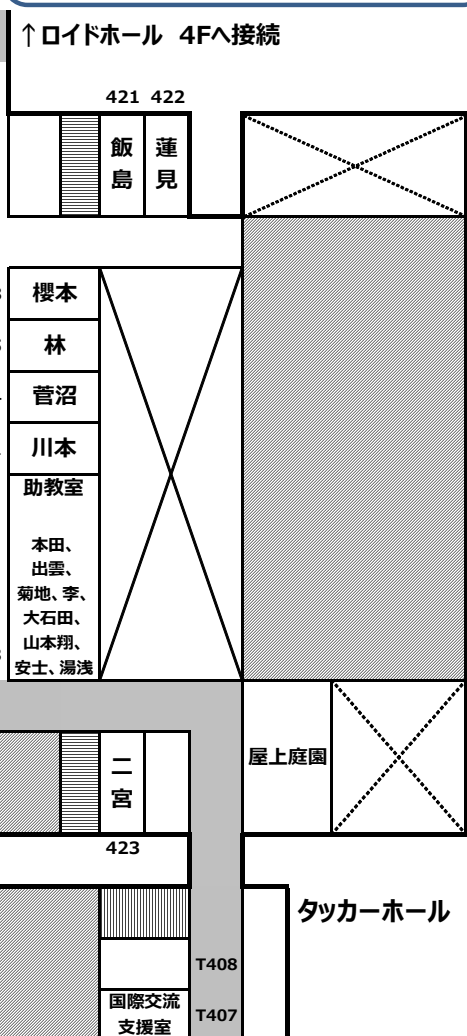 ↑ロイドホール 4Fへ接続
421 422
飯島
蓮見
櫻本
林
菅沼
川本
助教室
本田、
出雲、
菊地、李、
大石田、
山本翔、
安士、湯浅
屋上庭園
二宮
423
タッカーホール
T408
国際交流
支援室
T407